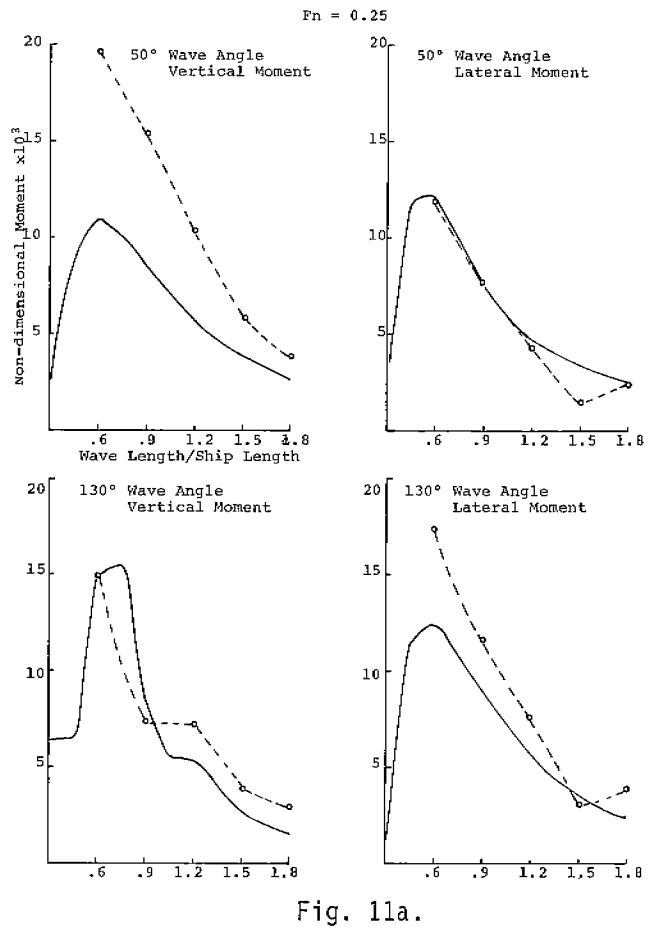 Fn = 0.25
50° Wave Angle
Vertical Moment
20
15
10
5
Non-dimensional Moment x10³
.6 .9 1.2 1.5 1.8
Wave Length/Ship Length
50° Wave Angle
Lateral Moment
20
15
10
5
.6 .9 1.2 1.5 1.8
130° Wave Angle
Vertical Moment
20
15
10
5
.6 .9 1.2 1.5 1.8
130° Wave Angle
Lateral Moment
20
15
10
5
.6 .9 1.2 1.5 1.8
Fig. 11a.